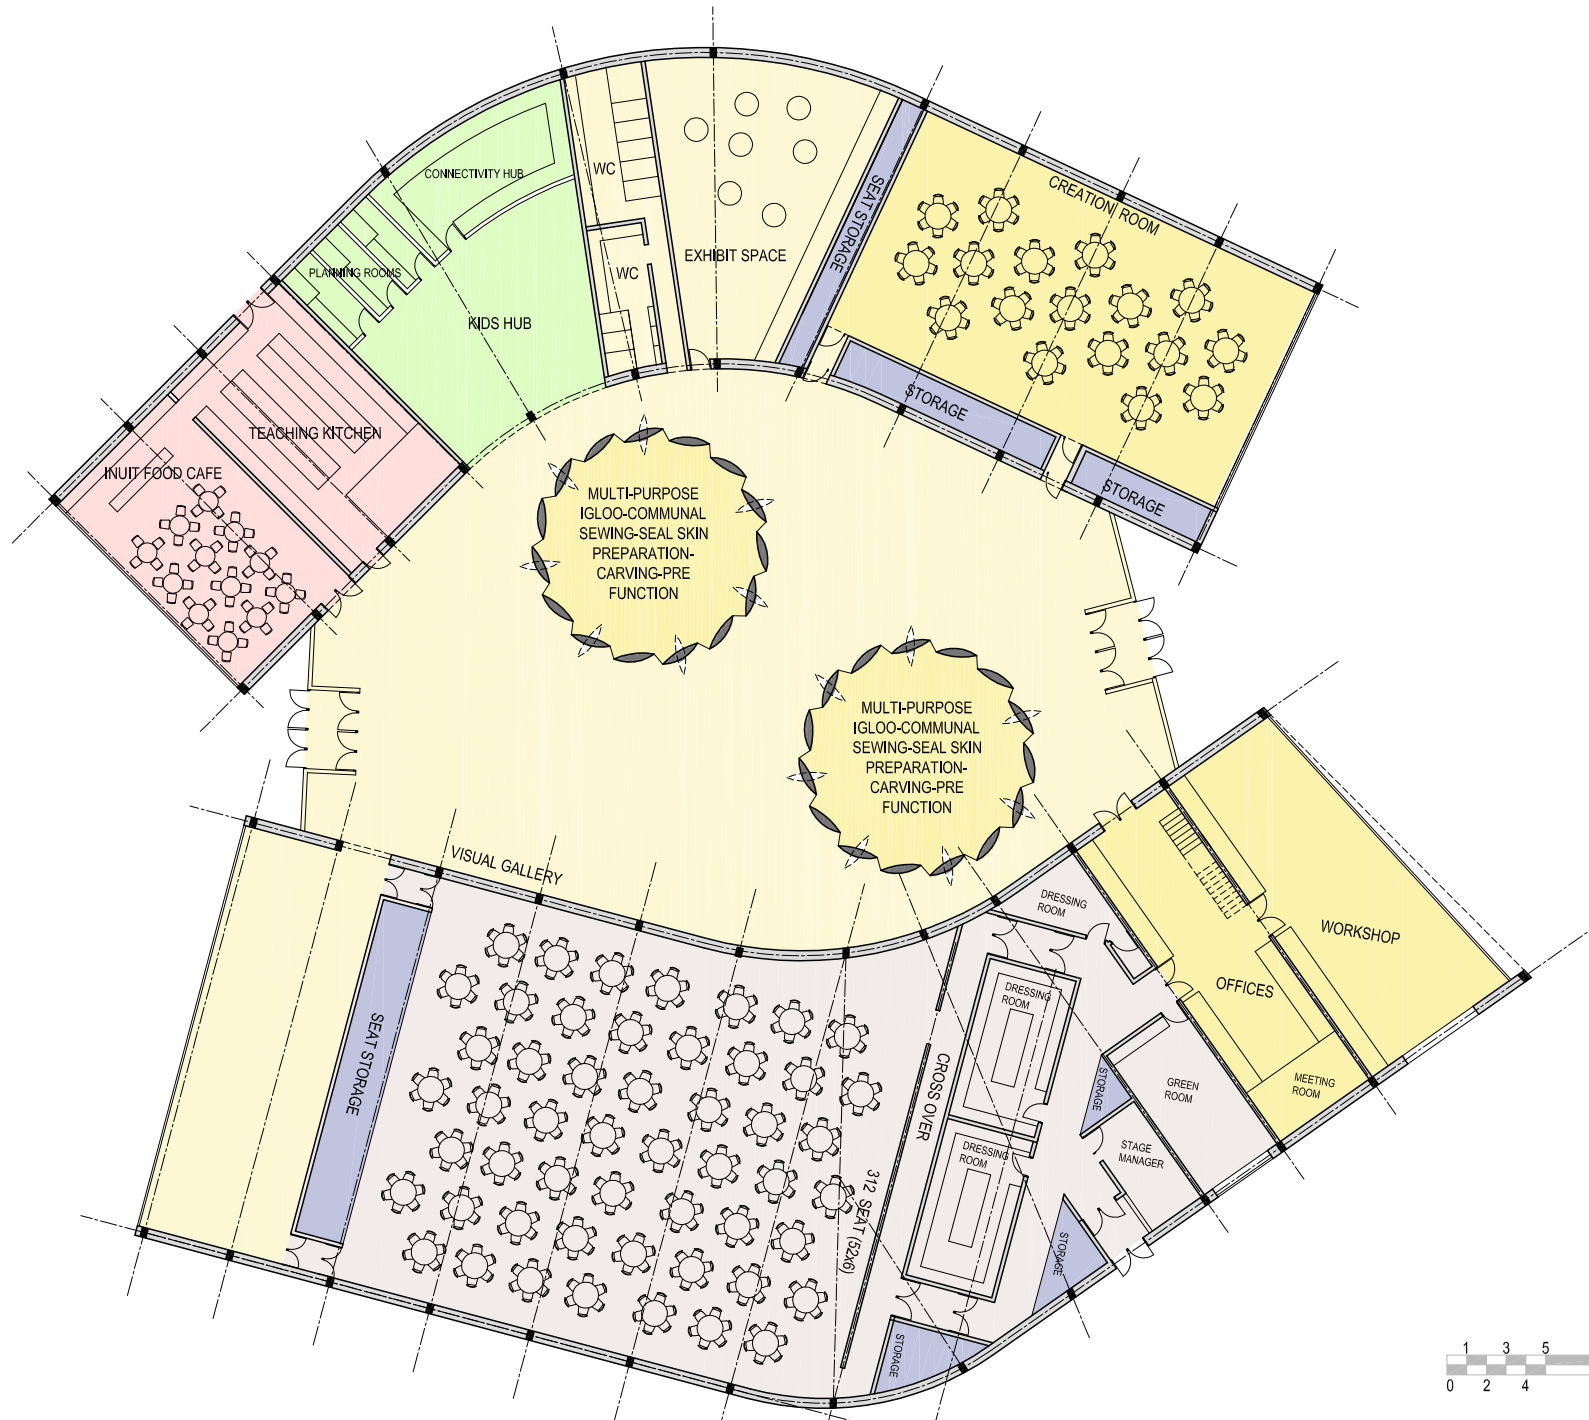 CONNECTIVITY HUB
WC
PLANNING ROOMS
WC
EXHIBIT SPACE
KIDS HUB
SEAT STORAGE
CREATION ROOM
STORAGE
STORAGE
TEACHING KITCHEN
INUIT FOOD CAFE
MULTI-PURPOSE
IGLOO-COMMUNAL
SEWING-SEAL SKIN
PREPARATION-
CARVING-PRE
FUNCTION
MULTI-PURPOSE
IGLOO-COMMUNAL
SEWING-SEAL SKIN
PREPARATION-
CARVING-PRE
FUNCTION
VISUAL GALLERY
DRESSING
ROOM
WORKSHOP
OFFICES
DRESSING
ROOM
SEAT STORAGE
CROSS OVER
STORAGE
GREEN
ROOM
MEETING
ROOM
DRESSING
ROOM
STAGE
MANAGER
312 SEAT (52x6)
STORAGE
STORAGE
1 3 5
0 2 4